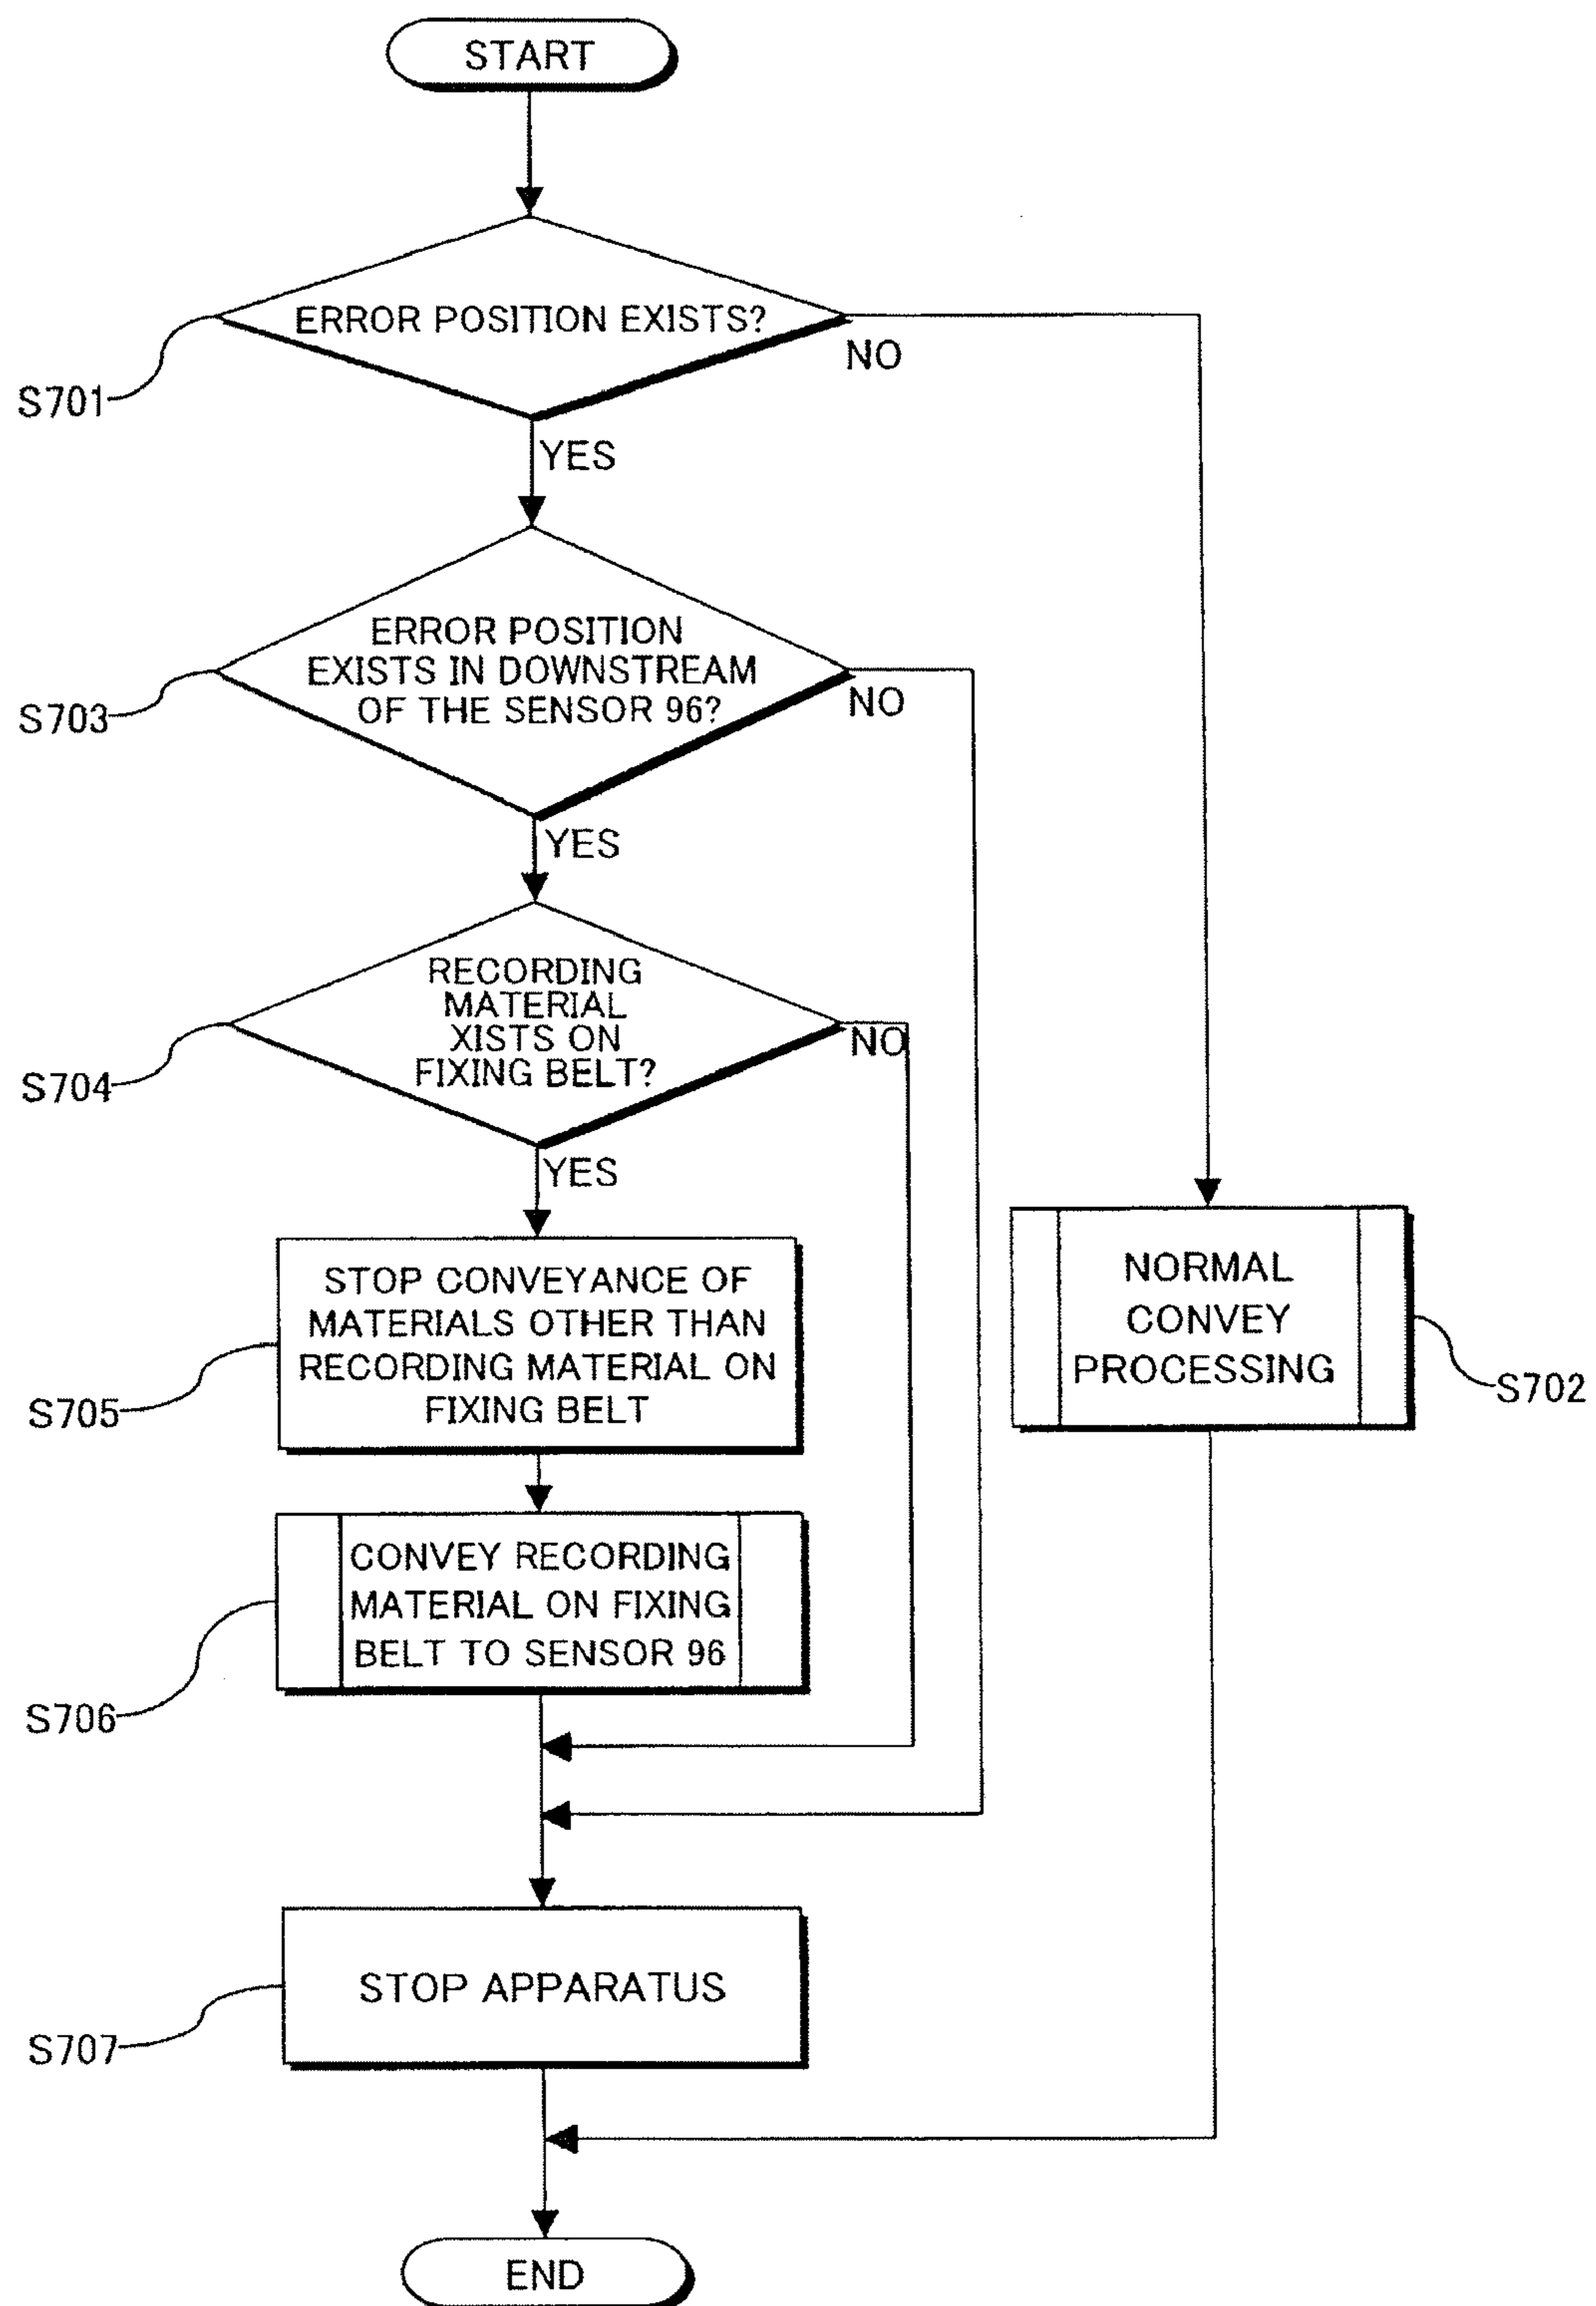 START
ERROR POSITION EXISTS?
NO
S701
YES
ERROR POSITION
EXISTS IN DOWNSTREAM
OF THE SENSOR 96?
NO
S703
YES
RECORDING
MATERIAL
XISTS ON
FIXING BELT?
NO
S704
YES
STOP CONVEYANCE OF
MATERIALS OTHER THAN
RECORDING MATERIAL ON
FIXING BELT
S705
NORMAL
CONVEY
PROCESSING
S702
CONVEY RECORDING
MATERIAL ON FIXING
BELT TO SENSOR 96
S706
STOP APPARATUS
S707
END